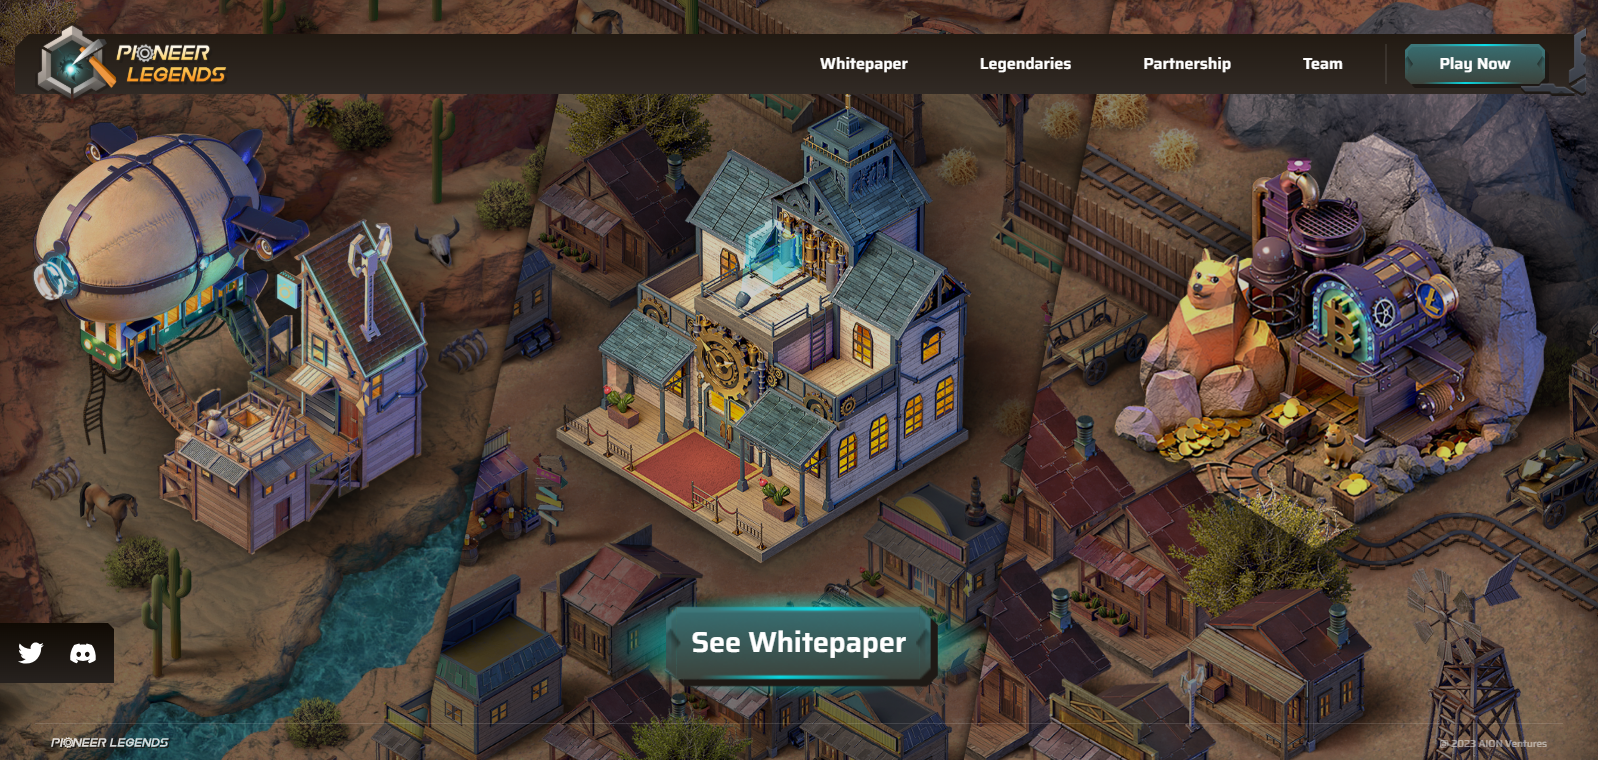 PIONEER
LEGENDS
Whitepaper
Legendaries
Partnership
Team
Play Now
See Whitepaper
PIONEER LEGENDS
© 2023 AION Ventures